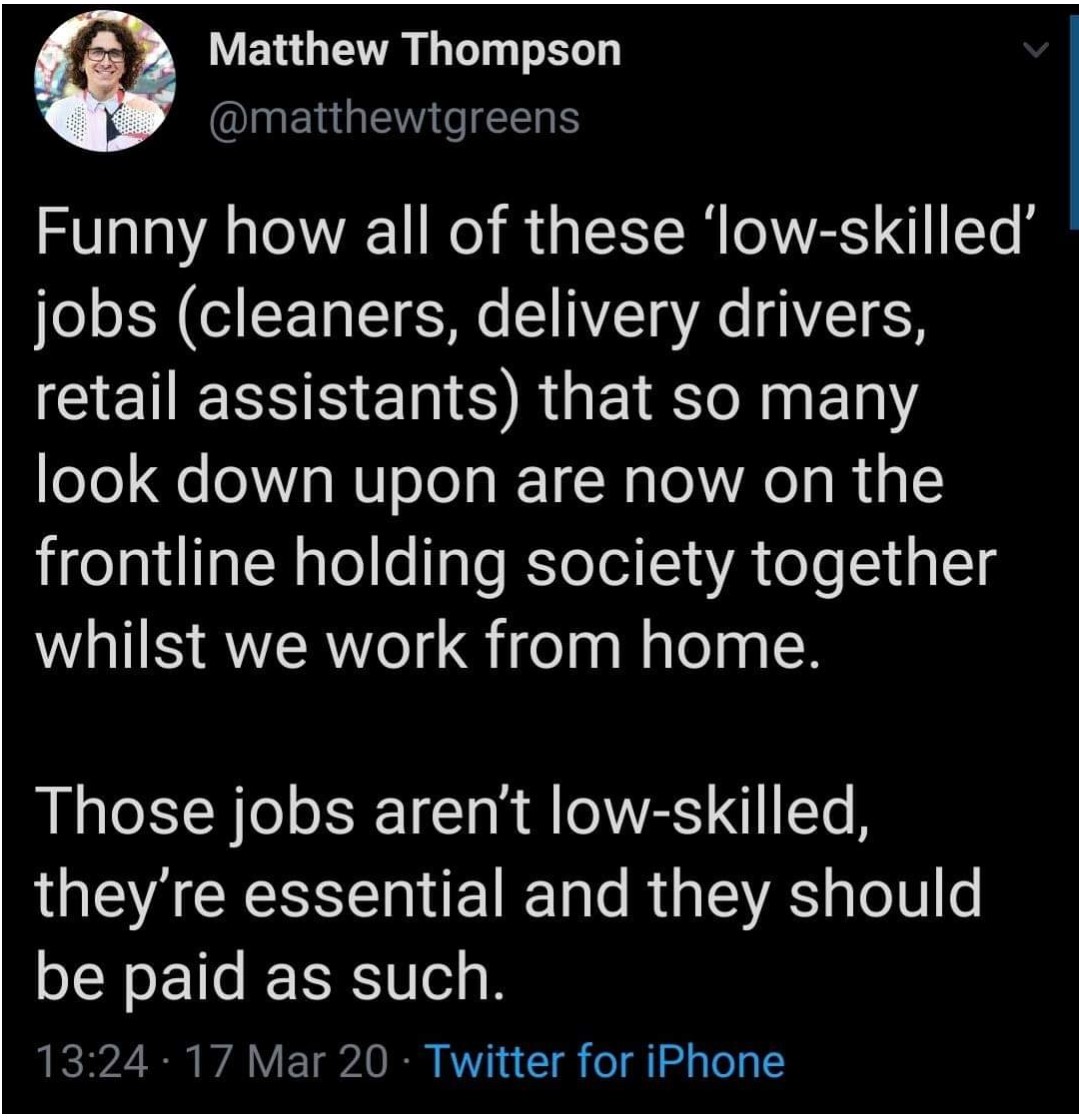 Matthew Thompson
@matthewtgreens
Funny how all of these ‘low-skilled’
jobs (cleaners, delivery drivers,
retail assistants) that so many
look down upon are now on the
frontline holding society together
whilst we work from home.
Those jobs aren’t low-skilled,
they’re essential and they should
be paid as such.
13:24 · 17 Mar 20 · Twitter for iPhone